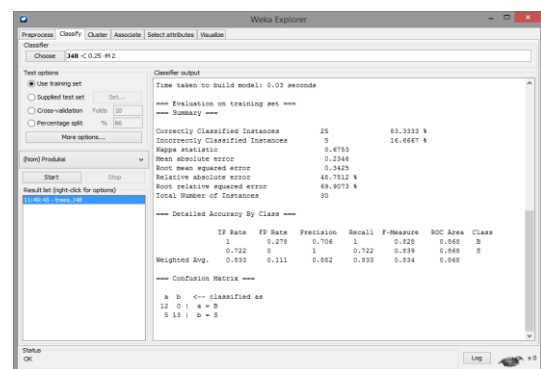 Weka Explorer
Preprocess Classify Cluster Associate Select attributes Visualize
Classifier
Choose J48 -C 0.25 -M 2
Test options
Use training set
Supplied test set Set...
Cross-validation Folds 10
Percentage split % 66
More options...
(Nom) Produksi
Start Stop
Result list (right-click for options)
11:49:45 - trees.J48
Classifier output
Time taken to build model: 0.03 seconds
=== Evaluation on training set ===
=== Summary ===
Correctly Classified Instances 25 83.3333 %
Incorrectly Classified Instances 5 16.6667 %
Kappa statistic 0.6753
Mean absolute error 0.2346
Root mean squared error 0.3425
Relative absolute error 48.7512 %
Root relative squared error 69.9073 %
Total Number of Instances 30
=== Detailed Accuracy By Class ===
TP Rate FP Rate Precision Recall F-Measure ROC Area Class
1 0.278 0.706 1 0.828 0.868 B
0.722 0 1 0.722 0.839 0.868 S
Weighted Avg. 0.833 0.111 0.882 0.833 0.834 0.868
=== Confusion Matrix ===
a b <-- classified as
12 0 | a = B
5 13 | b = S
Status
OK
Log
x 0